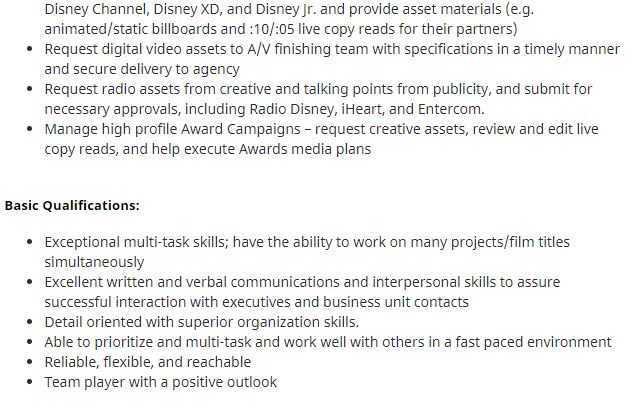 Disney Channel, Disney XD, and Disney Jr. and provide asset materials (e.g.
animated/static billboards and :10/:05 live copy reads for their partners)
• Request digital video assets to A/V finishing team with specifications in a timely manner
and secure delivery to agency
• Request radio assets from creative and talking points from publicity, and submit for
necessary approvals, including Radio Disney, iHeart, and Entercom.
• Manage high profile Award Campaigns – request creative assets, review and edit live
copy reads, and help execute Awards media plans
Basic Qualifications:
• Exceptional multi-task skills; have the ability to work on many projects/film titles
simultaneously
• Excellent written and verbal communications and interpersonal skills to assure
successful interaction with executives and business unit contacts
• Detail oriented with superior organization skills.
• Able to prioritize and multi-task and work well with others in a fast paced environment
• Reliable, flexible, and reachable
• Team player with a positive outlook